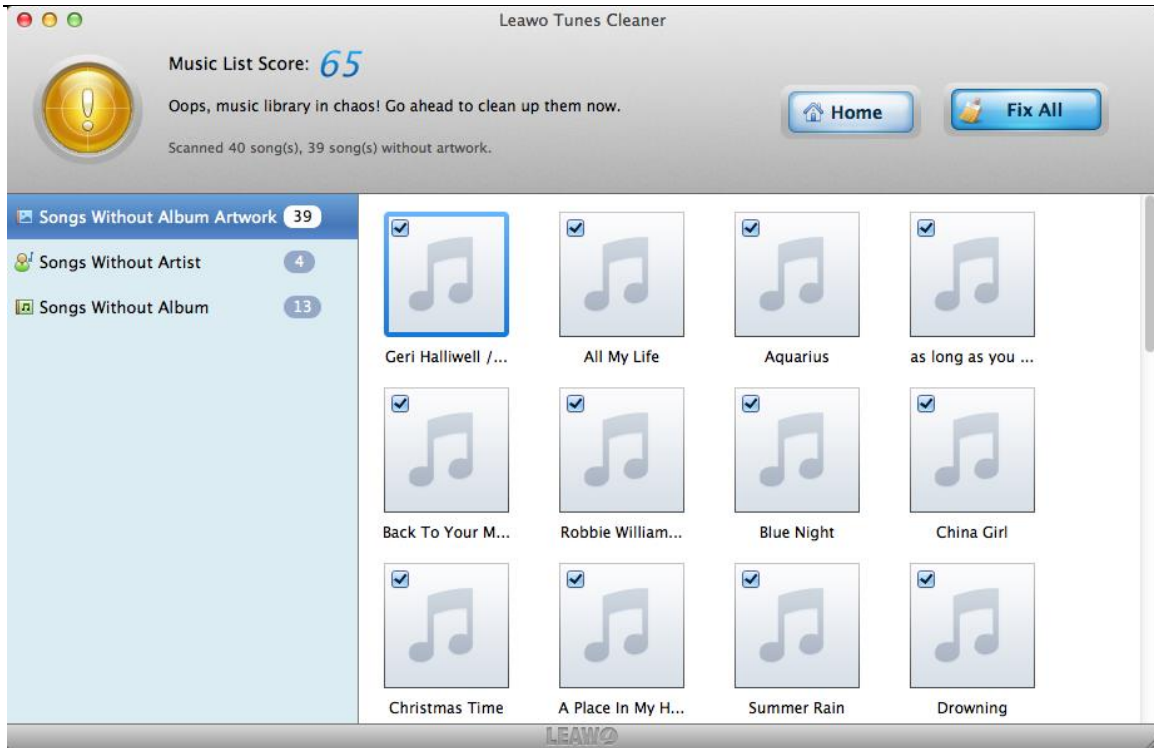 Leawo Tunes Cleaner
Music List Score: 65
Oops, music library in chaos! Go ahead to clean up them now.
Scanned 40 song(s), 39 song(s) without artwork.
Home
Fix All
Songs Without Album Artwork 39
Songs Without Artist 4
Songs Without Album 13
Geri Halliwell /... All My Life Aquarius as long as you ...
Back To Your M... Robbie William... Blue Night China Girl
Christmas Time A Place In My H... Summer Rain Drowning
LEAWO